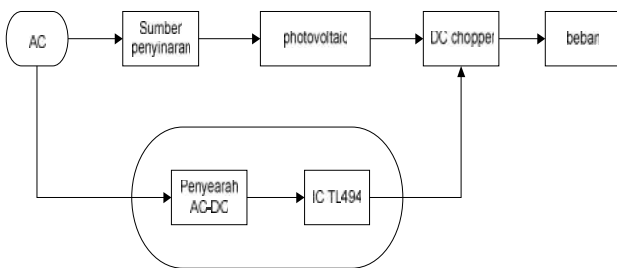 AC
Sumber
penyinaran
photovoltaic
DC chopper
beban
Penyearah
AC-DC
IC TL494